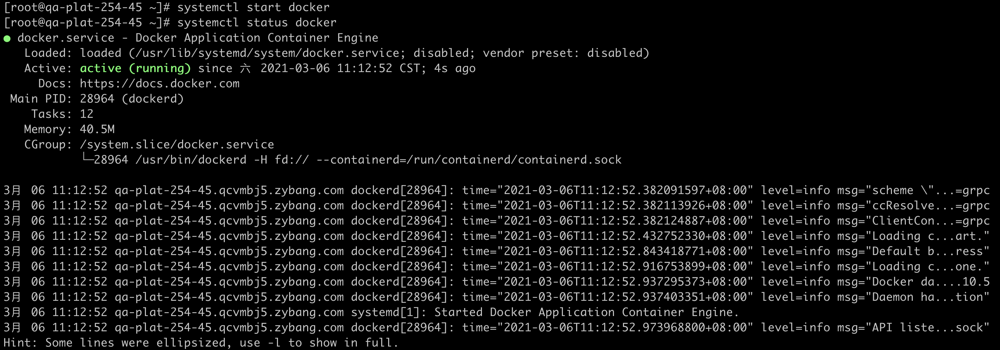 [root@qa-plat-254-45 ~]# systemctl start docker
[root@qa-plat-254-45 ~]# systemctl status docker
● docker.service - Docker Application Container Engine
   Loaded: loaded (/usr/lib/systemd/system/docker.service; disabled; vendor preset: disabled)
   Active: active (running) since 六 2021-03-06 11:12:52 CST; 4s ago
     Docs: https://docs.docker.com
 Main PID: 28964 (dockerd)
    Tasks: 12
   Memory: 40.5M
   CGroup: /system.slice/docker.service
           └─28964 /usr/bin/dockerd -H fd:// --containerd=/run/containerd/containerd.sock
3月 06 11:12:52 qa-plat-254-45.qcvmbj5.zybang.com dockerd[28964]: time="2021-03-06T11:12:52.382091597+08:00" level=info msg="scheme \"...=grpc
3月 06 11:12:52 qa-plat-254-45.qcvmbj5.zybang.com dockerd[28964]: time="2021-03-06T11:12:52.382113926+08:00" level=info msg="ccResolve...=grpc
3月 06 11:12:52 qa-plat-254-45.qcvmbj5.zybang.com dockerd[28964]: time="2021-03-06T11:12:52.382124887+08:00" level=info msg="ClientCon...=grpc
3月 06 11:12:52 qa-plat-254-45.qcvmbj5.zybang.com dockerd[28964]: time="2021-03-06T11:12:52.432752330+08:00" level=info msg="Loading c...art."
3月 06 11:12:52 qa-plat-254-45.qcvmbj5.zybang.com dockerd[28964]: time="2021-03-06T11:12:52.843418771+08:00" level=info msg="Default b...ress"
3月 06 11:12:52 qa-plat-254-45.qcvmbj5.zybang.com dockerd[28964]: time="2021-03-06T11:12:52.916753899+08:00" level=info msg="Loading c...one."
3月 06 11:12:52 qa-plat-254-45.qcvmbj5.zybang.com dockerd[28964]: time="2021-03-06T11:12:52.937295373+08:00" level=info msg="Docker da....10.5
3月 06 11:12:52 qa-plat-254-45.qcvmbj5.zybang.com dockerd[28964]: time="2021-03-06T11:12:52.937403351+08:00" level=info msg="Daemon ha...tion"
3月 06 11:12:52 qa-plat-254-45.qcvmbj5.zybang.com systemd[1]: Started Docker Application Container Engine.
3月 06 11:12:52 qa-plat-254-45.qcvmbj5.zybang.com dockerd[28964]: time="2021-03-06T11:12:52.973968800+08:00" level=info msg="API liste...sock"
Hint: Some lines were ellipsized, use -l to show in full.